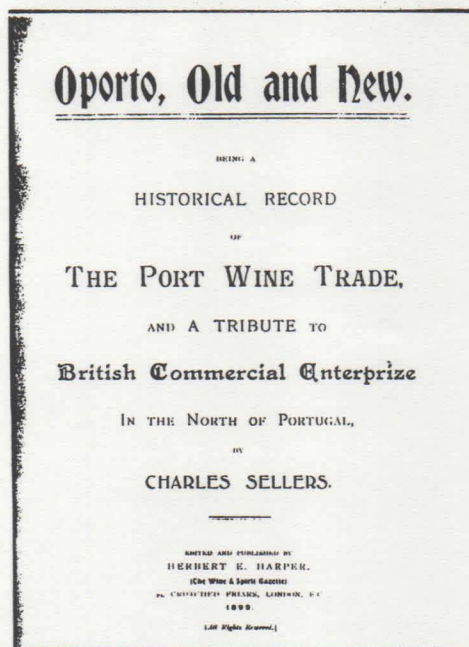 Oporto, Old and New.
BEING A
HISTORICAL RECORD
OF
THE PORT WINE TRADE,
AND A TRIBUTE TO
British Commercial Enterprize
IN THE NORTH OF PORTUGAL,
BY
CHARLES SELLERS.
EDITED AND PUBLISHED BY
HERBERT E. HARPER.
(The Wine & Spirit Gazette)
CRUTCHED FRIARS, LONDON, E C
1899.
[All Rights Reserved.]